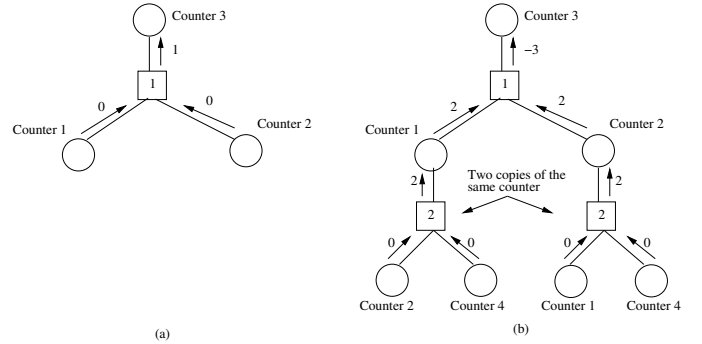 Counter 3
1
1
0
0
Counter 1
Counter 2
(a)
Counter 3
−3
1
2
2
Counter 1
Counter 2
2
Two copies of the
same counter
2
2
2
0
0
0
0
Counter 2
Counter 4
Counter 1
Counter 4
(b)